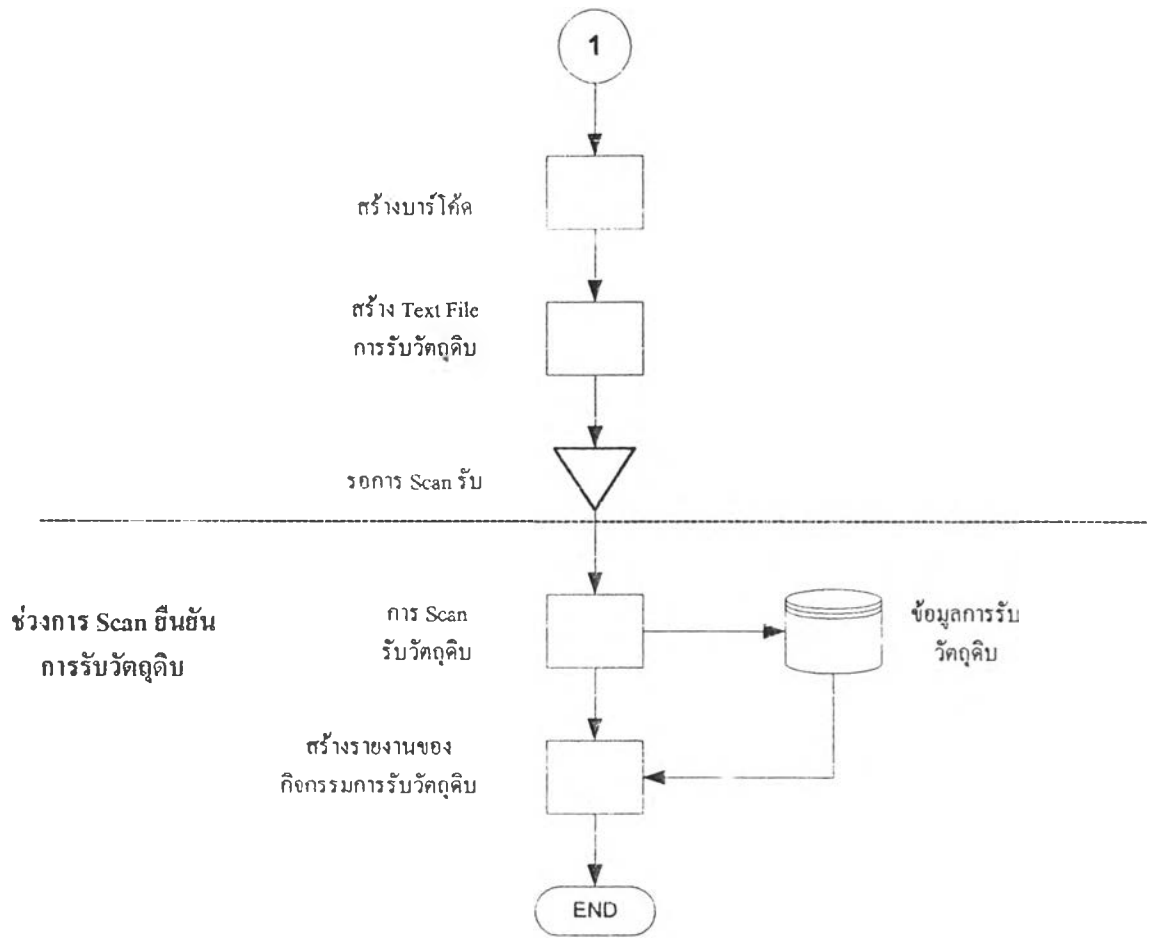 1
สร้างบาร์โค้ด
สร้าง Text File
การรับวัตถุดิบ
รอการ Scan รับ
ช่วงการ Scan ยืนยัน
การรับวัตถุดิบ
การ Scan
รับวัตถุดิบ
ข้อมูลการรับ
วัตถุดิบ
สร้างรายงานของ
กิจกรรมการรับวัตถุดิบ
END